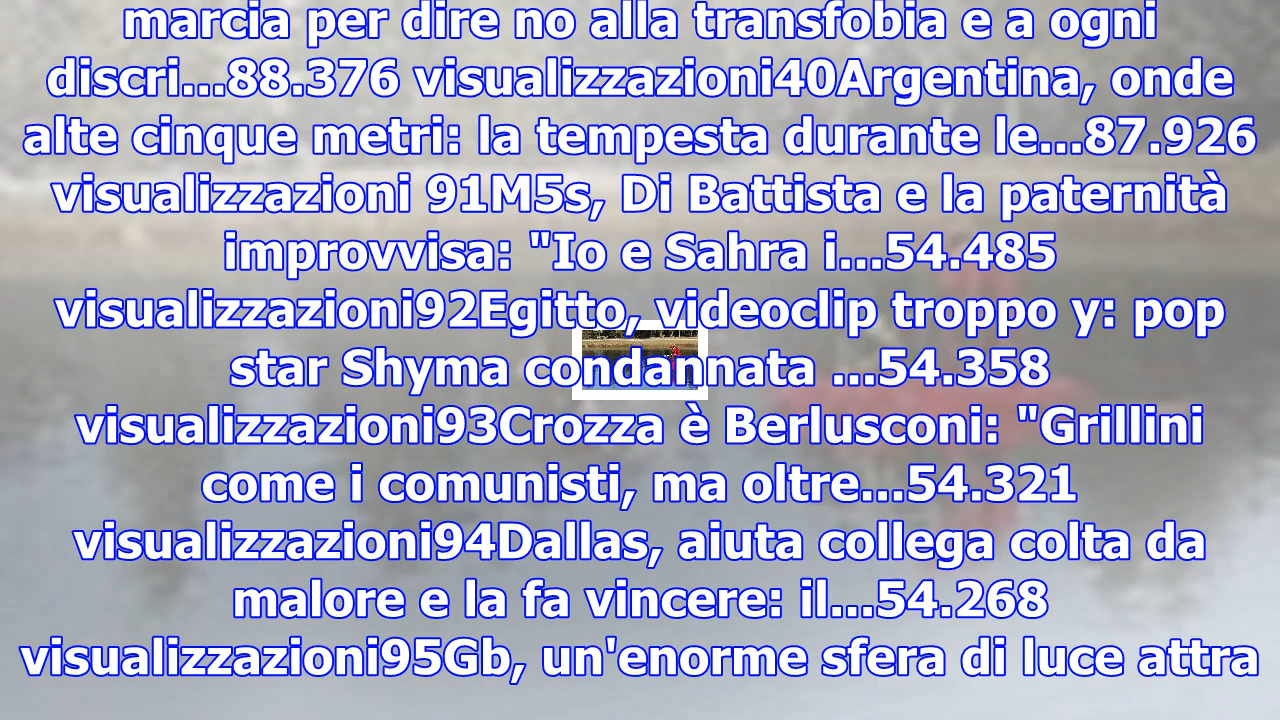 marcia per dire no alla transfobia e a ogni
discri...88.376 visualizzazioni40Argentina, onde
alte cinque metri: la tempesta durante le...87.926
visualizzazioni 91M5s, Di Battista e la paternità
improvvisa: "Io e Sahra i...54.485
visualizzazioni92Egitto, videoclip troppo y: pop
star Shyma condannata ...54.358
visualizzazioni93Crozza è Berlusconi: "Grillini
come i comunisti, ma oltre...54.321
visualizzazioni94Dallas, aiuta collega colta da
malore e la fa vincere: il...54.268
visualizzazioni95Gb, un'enorme sfera di luce attra